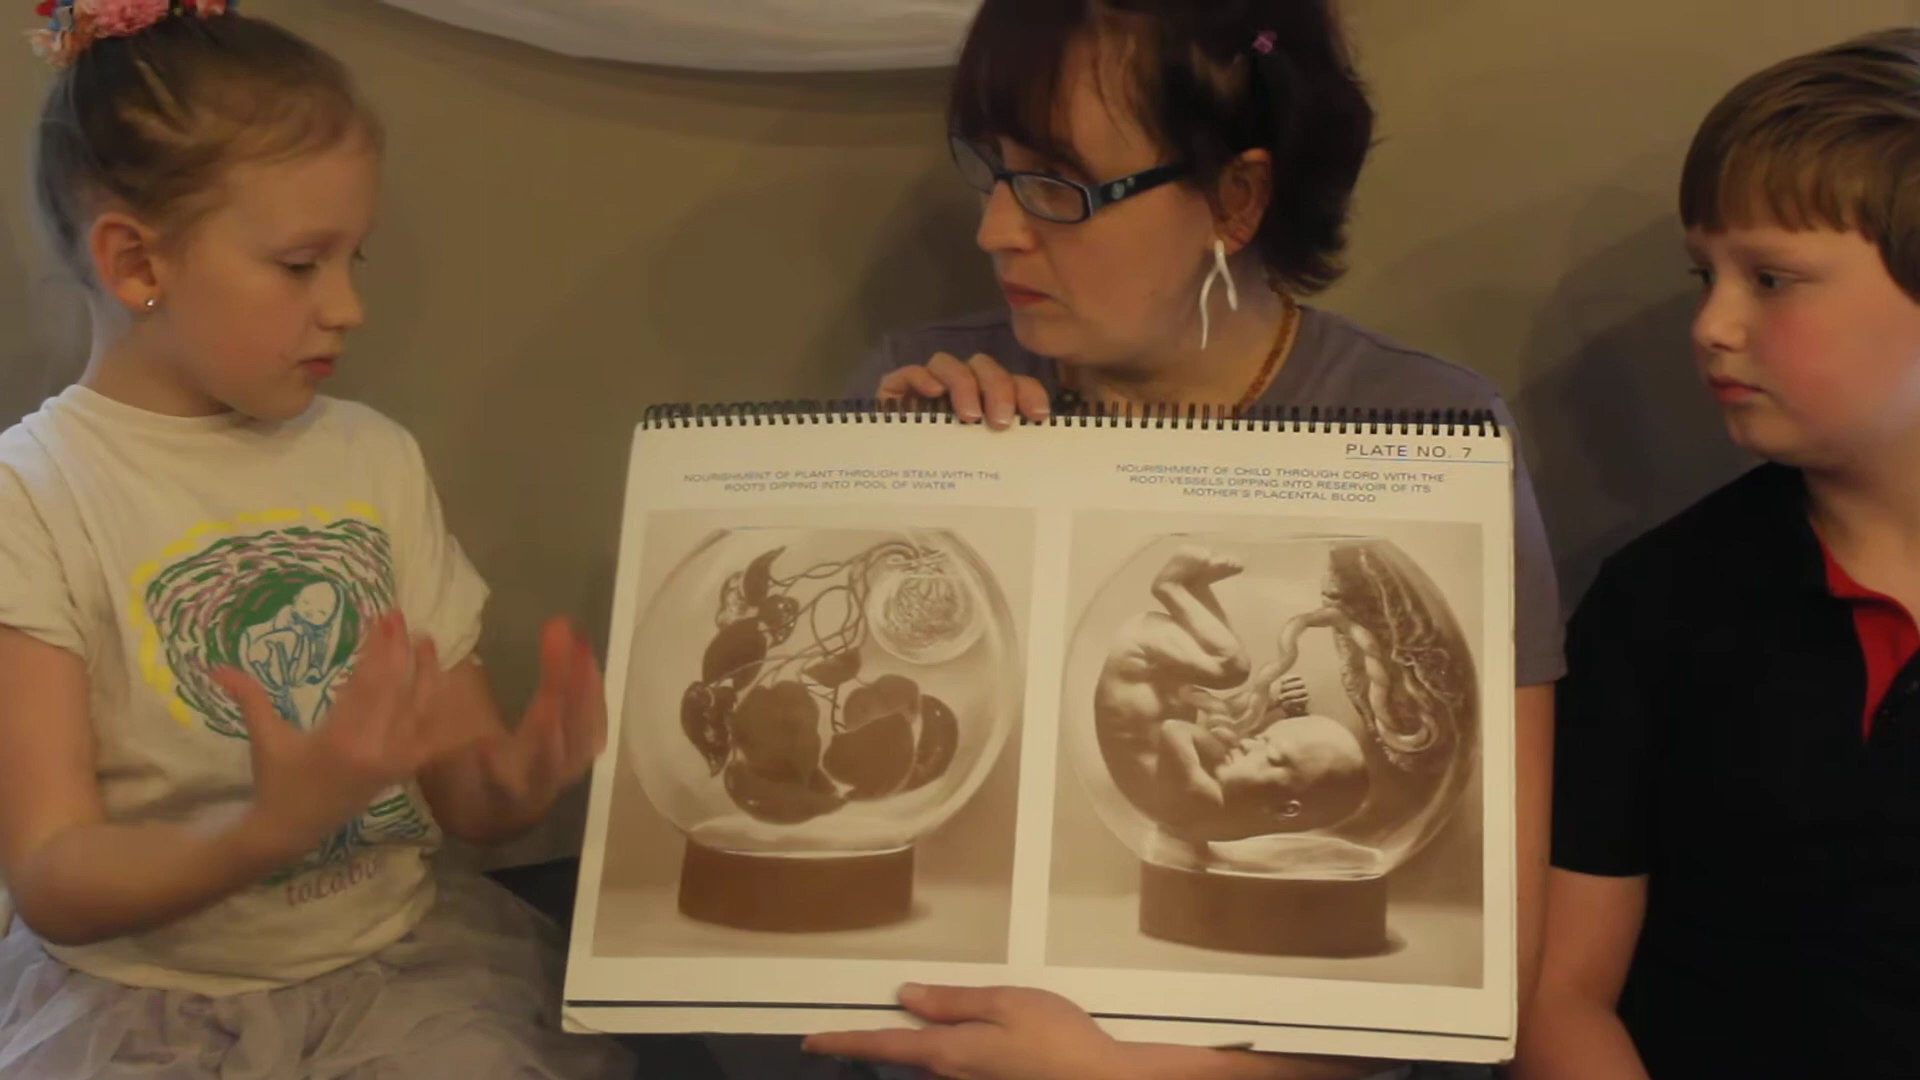 PLATE NO. 7
NOURISHMENT OF PLANT THROUGH STEM WITH THE
ROOTS DIPPING INTO POOL OF WATER
NOURISHMENT OF CHILD THROUGH CORD WITH THE
ROOT-VESSELS DIPPING INTO RESERVOIR OF ITS
MOTHER'S PLACENTAL BLOOD